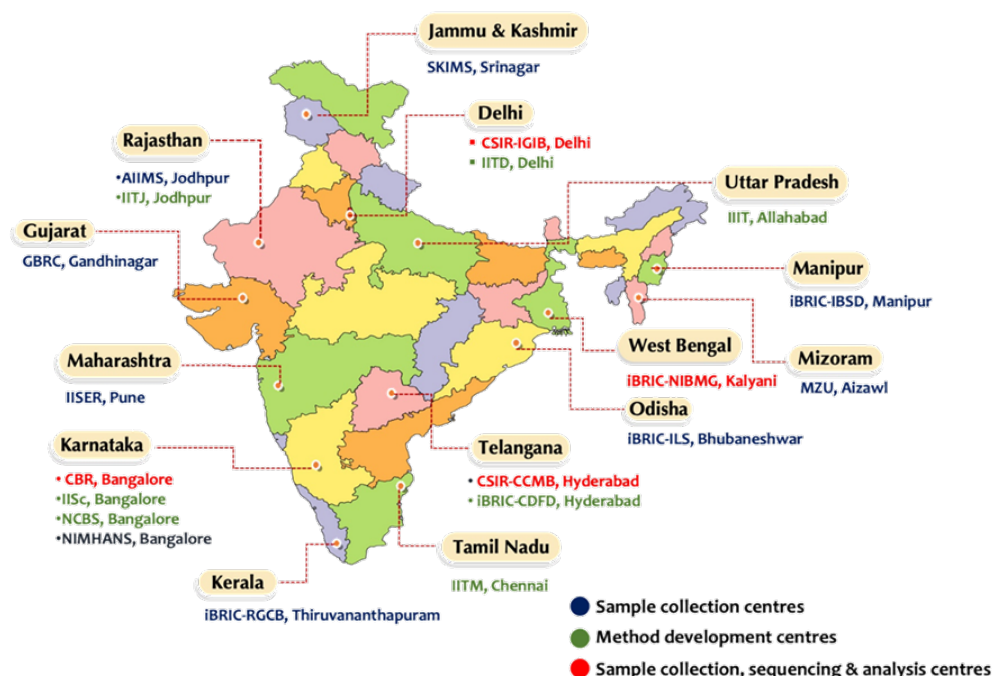 Jammu & Kashmir
SKIMS, Srinagar
Delhi
▪ CSIR-IGIB, Delhi
▪ IITD, Delhi
Rajasthan
•AIIMS, Jodhpur
•IITJ, Jodhpur
Uttar Pradesh
IIIT, Allahabad
Gujarat
GBRC, Gandhinagar
Manipur
iBRIC-IBSD, Manipur
West Bengal
iBRIC-NIBMG, Kalyani
Mizoram
MZU, Aizawl
Maharashtra
IISER, Pune
Odisha
iBRIC-ILS, Bhubaneshwar
Karnataka
• CBR, Bangalore
•IISc, Bangalore
•NCBS, Bangalore
•NIMHANS, Bangalore
Telangana
• CSIR-CCMB, Hyderabad
• iBRIC-CDFD, Hyderabad
Tamil Nadu
IITM, Chennai
Kerala
iBRIC-RGCB, Thiruvananthapuram
Sample collection centres
Method development centres
Sample collection, sequencing & analysis centres